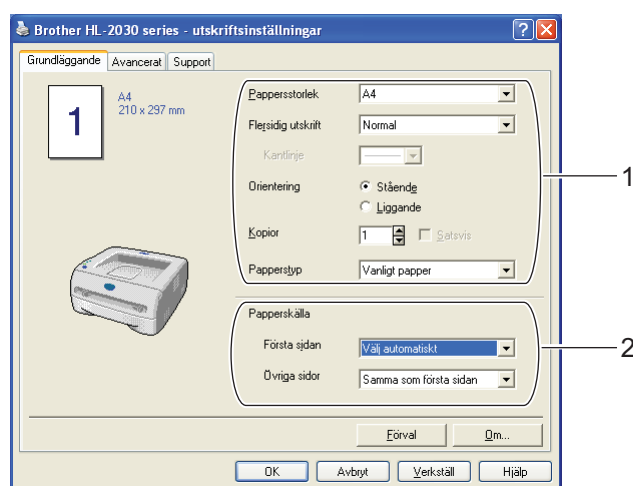 Brother HL-2030 series - utskriftsinställningar
Grundläggande Avancerat Support
1
A4
210 x 297 mm
Pappersstorlek A4
Flersidig utskrift Normal
Kantlinje
Orientering Stående
Liggande
Kopior 1 Satsvis
Papperstyp Vanligt papper
1
Papperskälla
Första sidan Välj automatiskt
Övriga sidor Samma som första sidan
2
Förval Om...
OK Avbryt Verkställ Hjälp